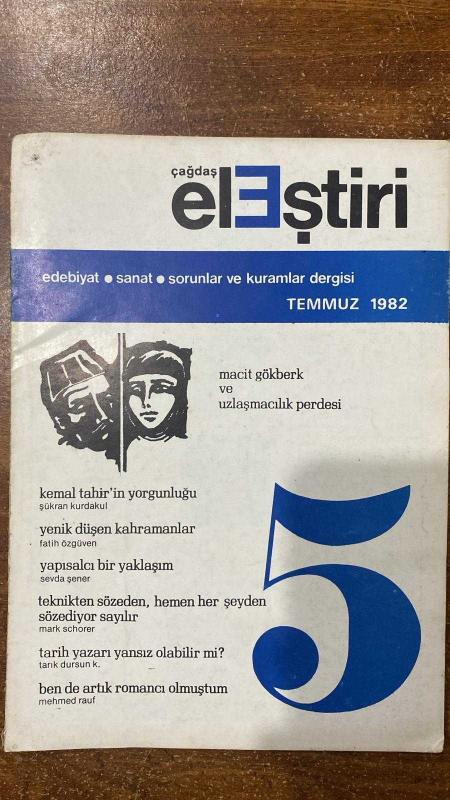 çağdaş
elEştiri
edebiyat ● sanat ● sorunlar ve kuramlar dergisi
TEMMUZ 1982
macit gökberk
ve
uzlaşmacılık perdesi
kemal tahir'in yorgunluğu
şükran kurdakul
yenik düşen kahramanlar
fatih özgüven
yapısalcı bir yaklaşım
sevda şener
teknikten sözeden, hemen her şeyden
sözediyor sayılır
mark schorer
tarih yazarı yansız olabilir mi?
tarık dursun k.
ben de artık romancı olmuştum
mehmed rauf
5